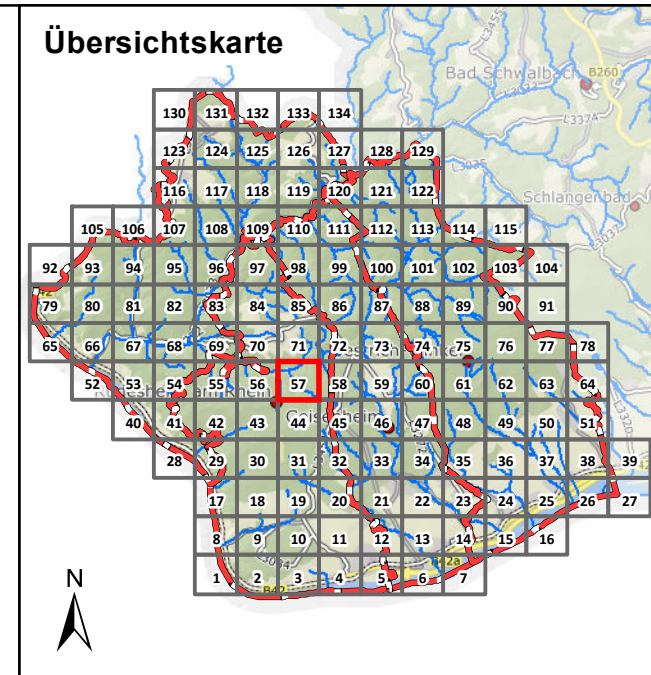 Übersichtskarte
Bad Schwalbach
B260
L3455
L3374
L3035
Schlangenbad
L3037
130 131 132 133 134
123 124 125 126 127 128 129
116 117 118 119 120 121 122
105 106 107 108 109 110 111 112 113 114 115
92 93 94 95 96 97 98 99 100 101 102 103 104
79 80 81 82 83 84 85 86 87 88 89 90 91
65 66 67 68 69 70 71 72 73 74 75 76 77 78
52 53 54 55 56 57 58 59 60 61 62 63 64
40 41 42 43 44 45 46 47 48 49 50 51
Geisenheim
L3320
28 29 30 31 32 33 34 35 36 37 38 39
17 18 19 20 21 22 23 24 25 26 27
8 9 10 11 12 13 14 15 16
L3034
B42a
1 2 3 4 5 6 7
B42
N